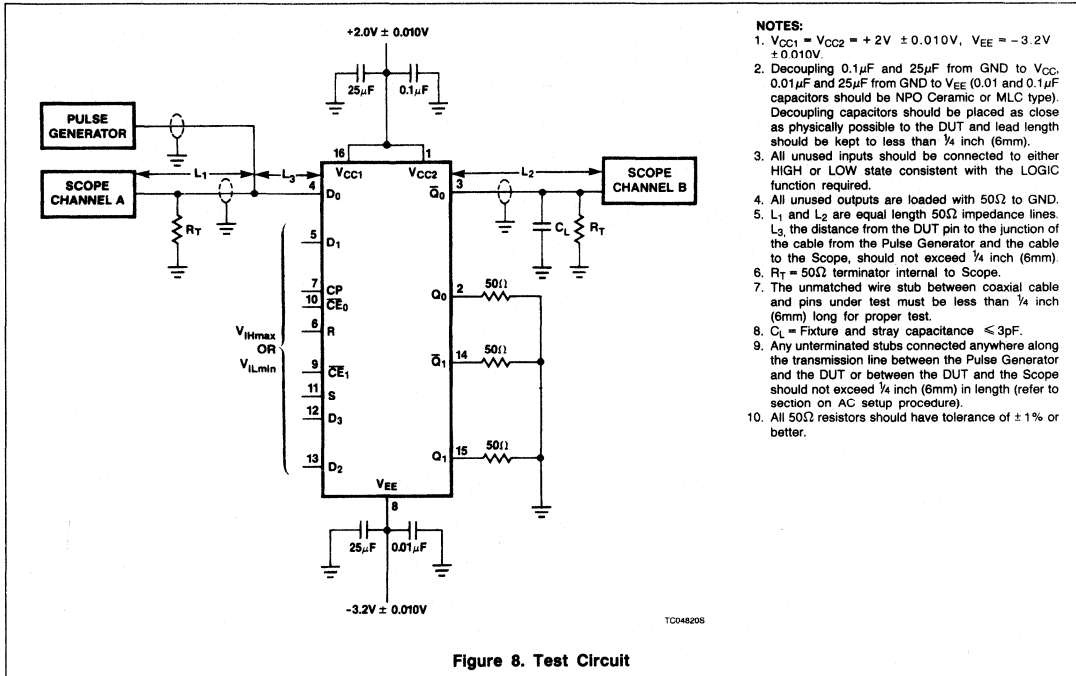 +2.0V ± 0.010V
25μF 0.1μF
PULSE
GENERATOR
SCOPE
CHANNEL A
L1
L3
RT
16
VCC1
1
VCC2
4
D0
3
Q̅0
L2
SCOPE
CHANNEL B
CL
RT
5
D1
7
CP
10
C̅E̅0
6
R
9
C̅E̅1
11
S
12
D3
13
D2
VIHmax
OR
VILmin
Q0
2
50Ω
Q̅1
14
50Ω
Q1
15
50Ω
VEE
8
25μF 0.01μF
-3.2V ± 0.010V
TC04820S
NOTES:
1. VCC1 = VCC2 = +2V ±0.010V, VEE = −3.2V
±0.010V.
2. Decoupling 0.1μF and 25μF from GND to VCC,
0.01μF and 25μF from GND to VEE (0.01 and 0.1μF
capacitors should be NPO Ceramic or MLC type).
Decoupling capacitors should be placed as close
as physically possible to the DUT and lead length
should be kept to less than ¼ inch (6mm).
3. All unused inputs should be connected to either
HIGH or LOW state consistent with the LOGIC
function required.
4. All unused outputs are loaded with 50Ω to GND.
5. L1 and L2 are equal length 50Ω impedance lines.
L3, the distance from the DUT pin to the junction of
the cable from the Pulse Generator and the cable
to the Scope, should not exceed ¼ inch (6mm).
6. RT = 50Ω terminator internal to Scope.
7. The unmatched wire stub between coaxial cable
and pins under test must be less than ¼ inch
(6mm) long for proper test.
8. CL = Fixture and stray capacitance ≤ 3pF.
9. Any unterminated stubs connected anywhere along
the transmission line between the Pulse Generator
and the DUT or between the DUT and the Scope
should not exceed ¼ inch (6mm) in length (refer to
section on AC setup procedure).
10. All 50Ω resistors should have tolerance of ±1% or
better.
Figure 8. Test Circuit